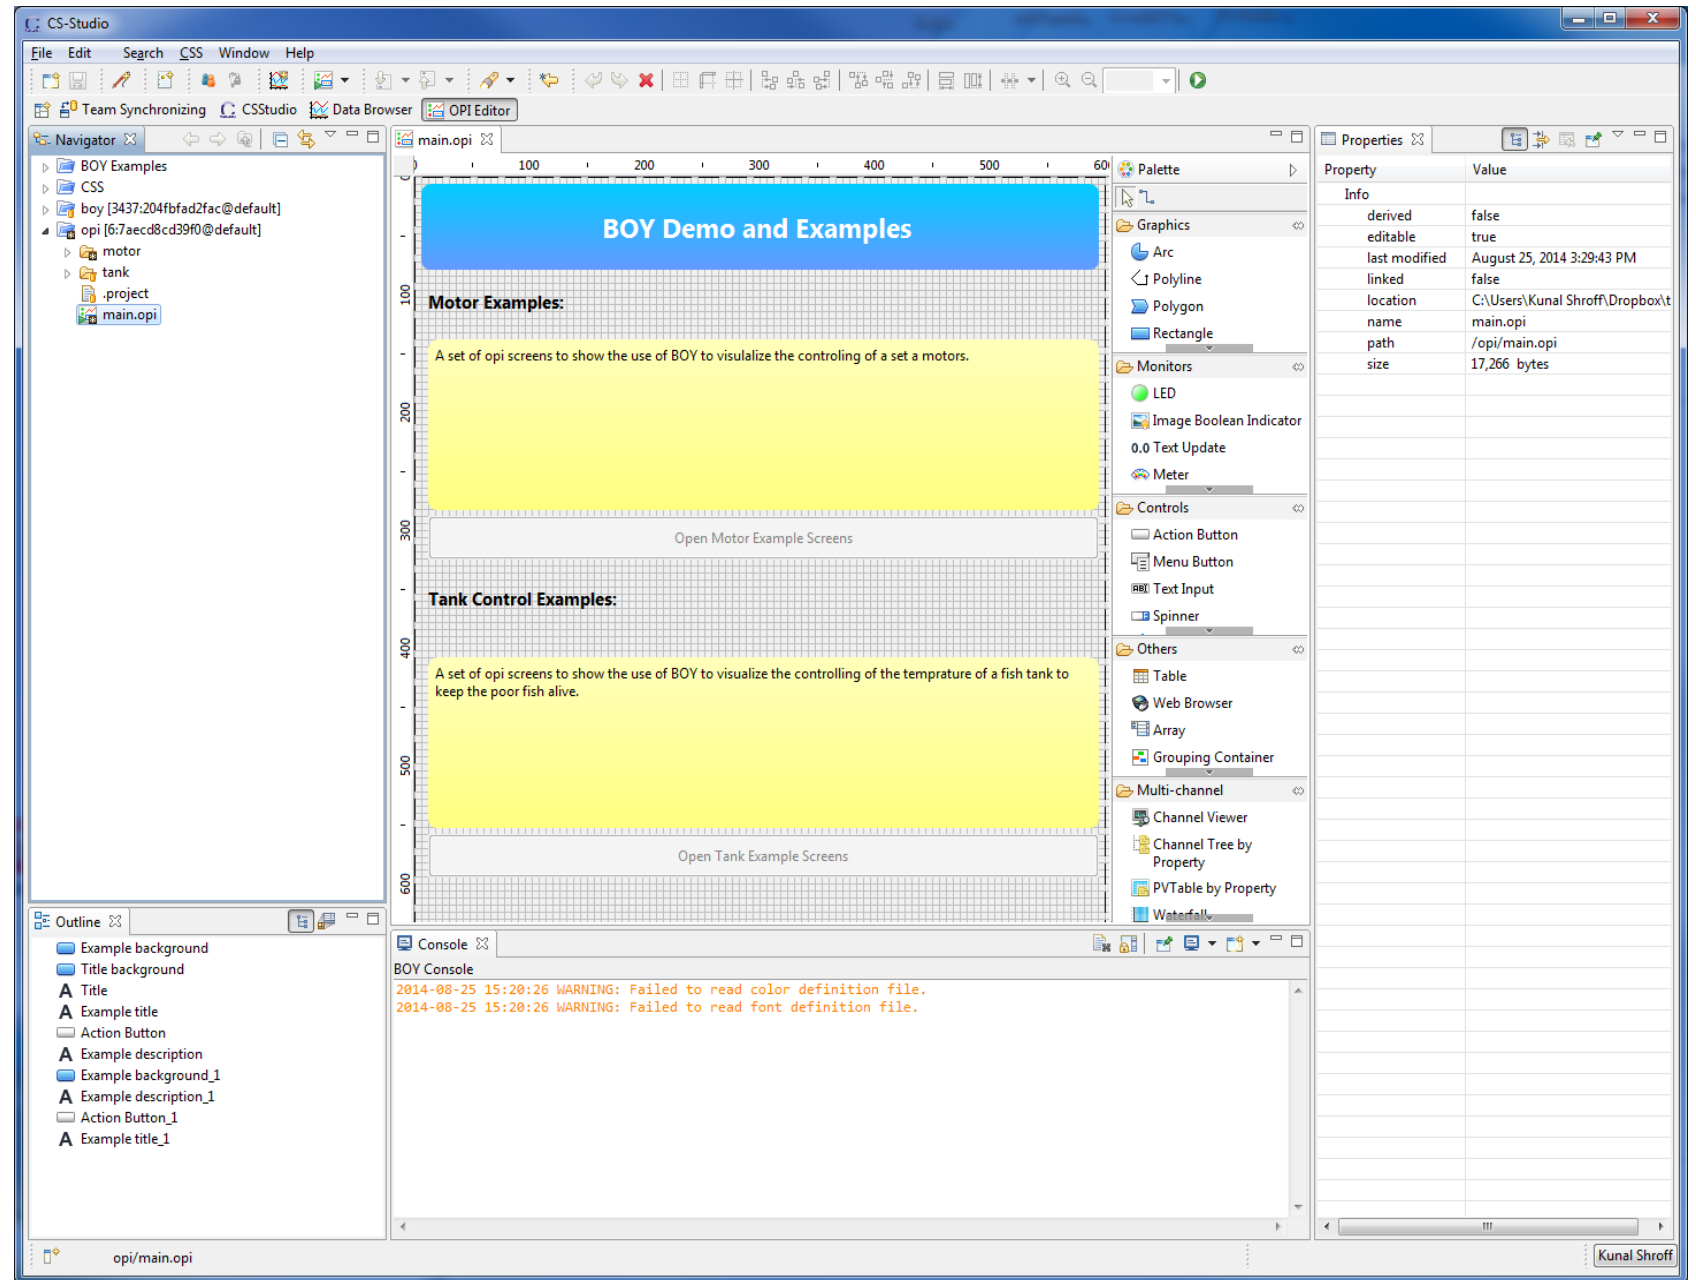 CS-Studio
File Edit Search CSS Window Help
Team Synchronizing CSStudio Data Browser OPI Editor
Navigator
BOY Examples
CSS
boy [3437:204fbfad2fac@default]
opi [6:7aecd8cd39f0@default]
motor
tank
.project
main.opi
Outline
Example background
Title background
A Title
A Example title
Action Button
A Example description
Example background_1
A Example description_1
Action Button_1
A Example title_1
main.opi
0 100 200 300 400 500 600
0
100
200
300
400
500
600
BOY Demo and Examples
Motor Examples:
A set of opi screens to show the use of BOY to visulalize the controling of a set a motors.
Open Motor Example Screens
Tank Control Examples:
A set of opi screens to show the use of BOY to visualize the controlling of the temprature of a fish tank to
keep the poor fish alive.
Open Tank Example Screens
Palette
Graphics
Arc
Polyline
Polygon
Rectangle
Monitors
LED
Image Boolean Indicator
0.0 Text Update
Meter
Controls
Action Button
Menu Button
Text Input
Spinner
Others
Table
Web Browser
Array
Grouping Container
Multi-channel
Channel Viewer
Channel Tree by
Property
PVTable by Property
Waterfall
Console
BOY Console
2014-08-25 15:20:26 WARNING: Failed to read color definition file.
2014-08-25 15:20:26 WARNING: Failed to read font definition file.
Properties
Property Value
Info
derived false
editable true
last modified August 25, 2014 3:29:43 PM
linked false
location C:\Users\Kunal Shroff\Dropbox\t
name main.opi
path /opi/main.opi
size 17,266 bytes
opi/main.opi
Kunal Shroff